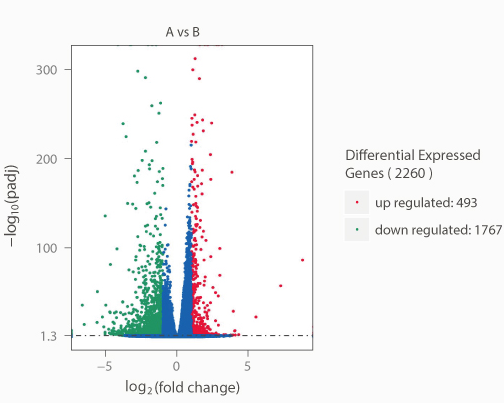 A vs B
300
200
100
1.3
−log10(padj)
−5
0
5
log2(fold change)
Differential Expressed
Genes ( 2260 )
up regulated: 493
down regulated: 1767